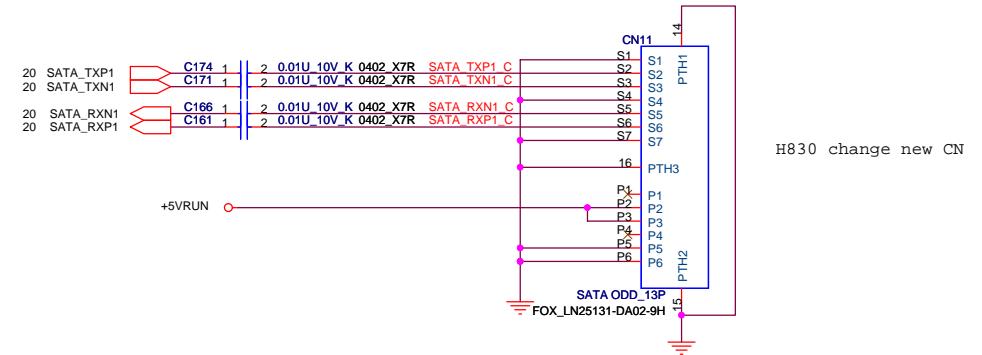 14
CN11
S1 S1
C174 1 2 0.01U_10V_K 0402_X7R SATA_TXP1_C S2 S2
20 SATA_TXP1
C171 1 2 0.01U_10V_K 0402_X7R SATA_TXN1_C S3 S3
20 SATA_TXN1
S4 S4
C166 1 2 0.01U_10V_K 0402_X7R SATA_RXN1_C S5 S5
20 SATA_RXN1
C161 1 2 0.01U_10V_K 0402_X7R SATA_RXP1_C S6 S6
20 SATA_RXP1
S7 S7
PTH1
H830 change new CN
16 PTH3
P1 P1
+5VRUN P2 P2
P3 P3
P4 P4
P5 P5
P6 P6
PTH2
SATA ODD_13P
15
FOX_LN25131-DA02-9H